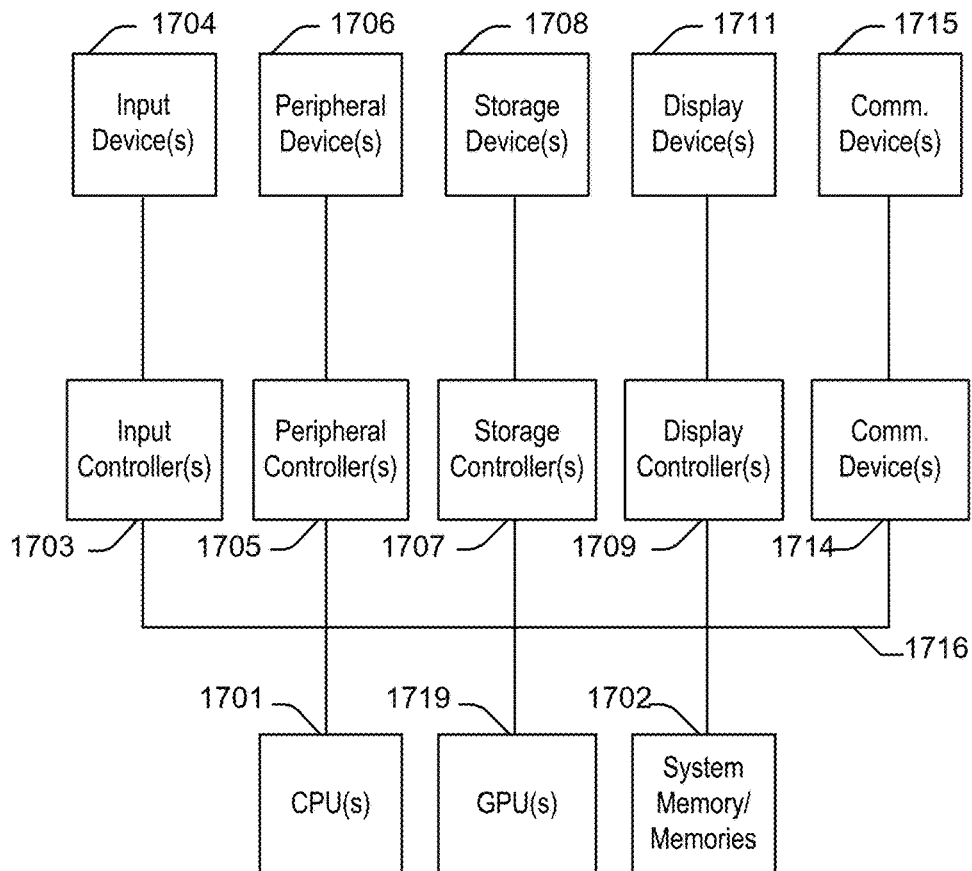 1704 1706 1708 1711 1715
Input Peripheral Storage Display Comm.
Device(s) Device(s) Device(s) Device(s) Device(s)
Input Peripheral Storage Display Comm.
Controller(s) Controller(s) Controller(s) Controller(s) Device(s)
1703 1705 1707 1709 1714
1716
1701 1719 1702
CPU(s) GPU(s) System
Memory/
Memories